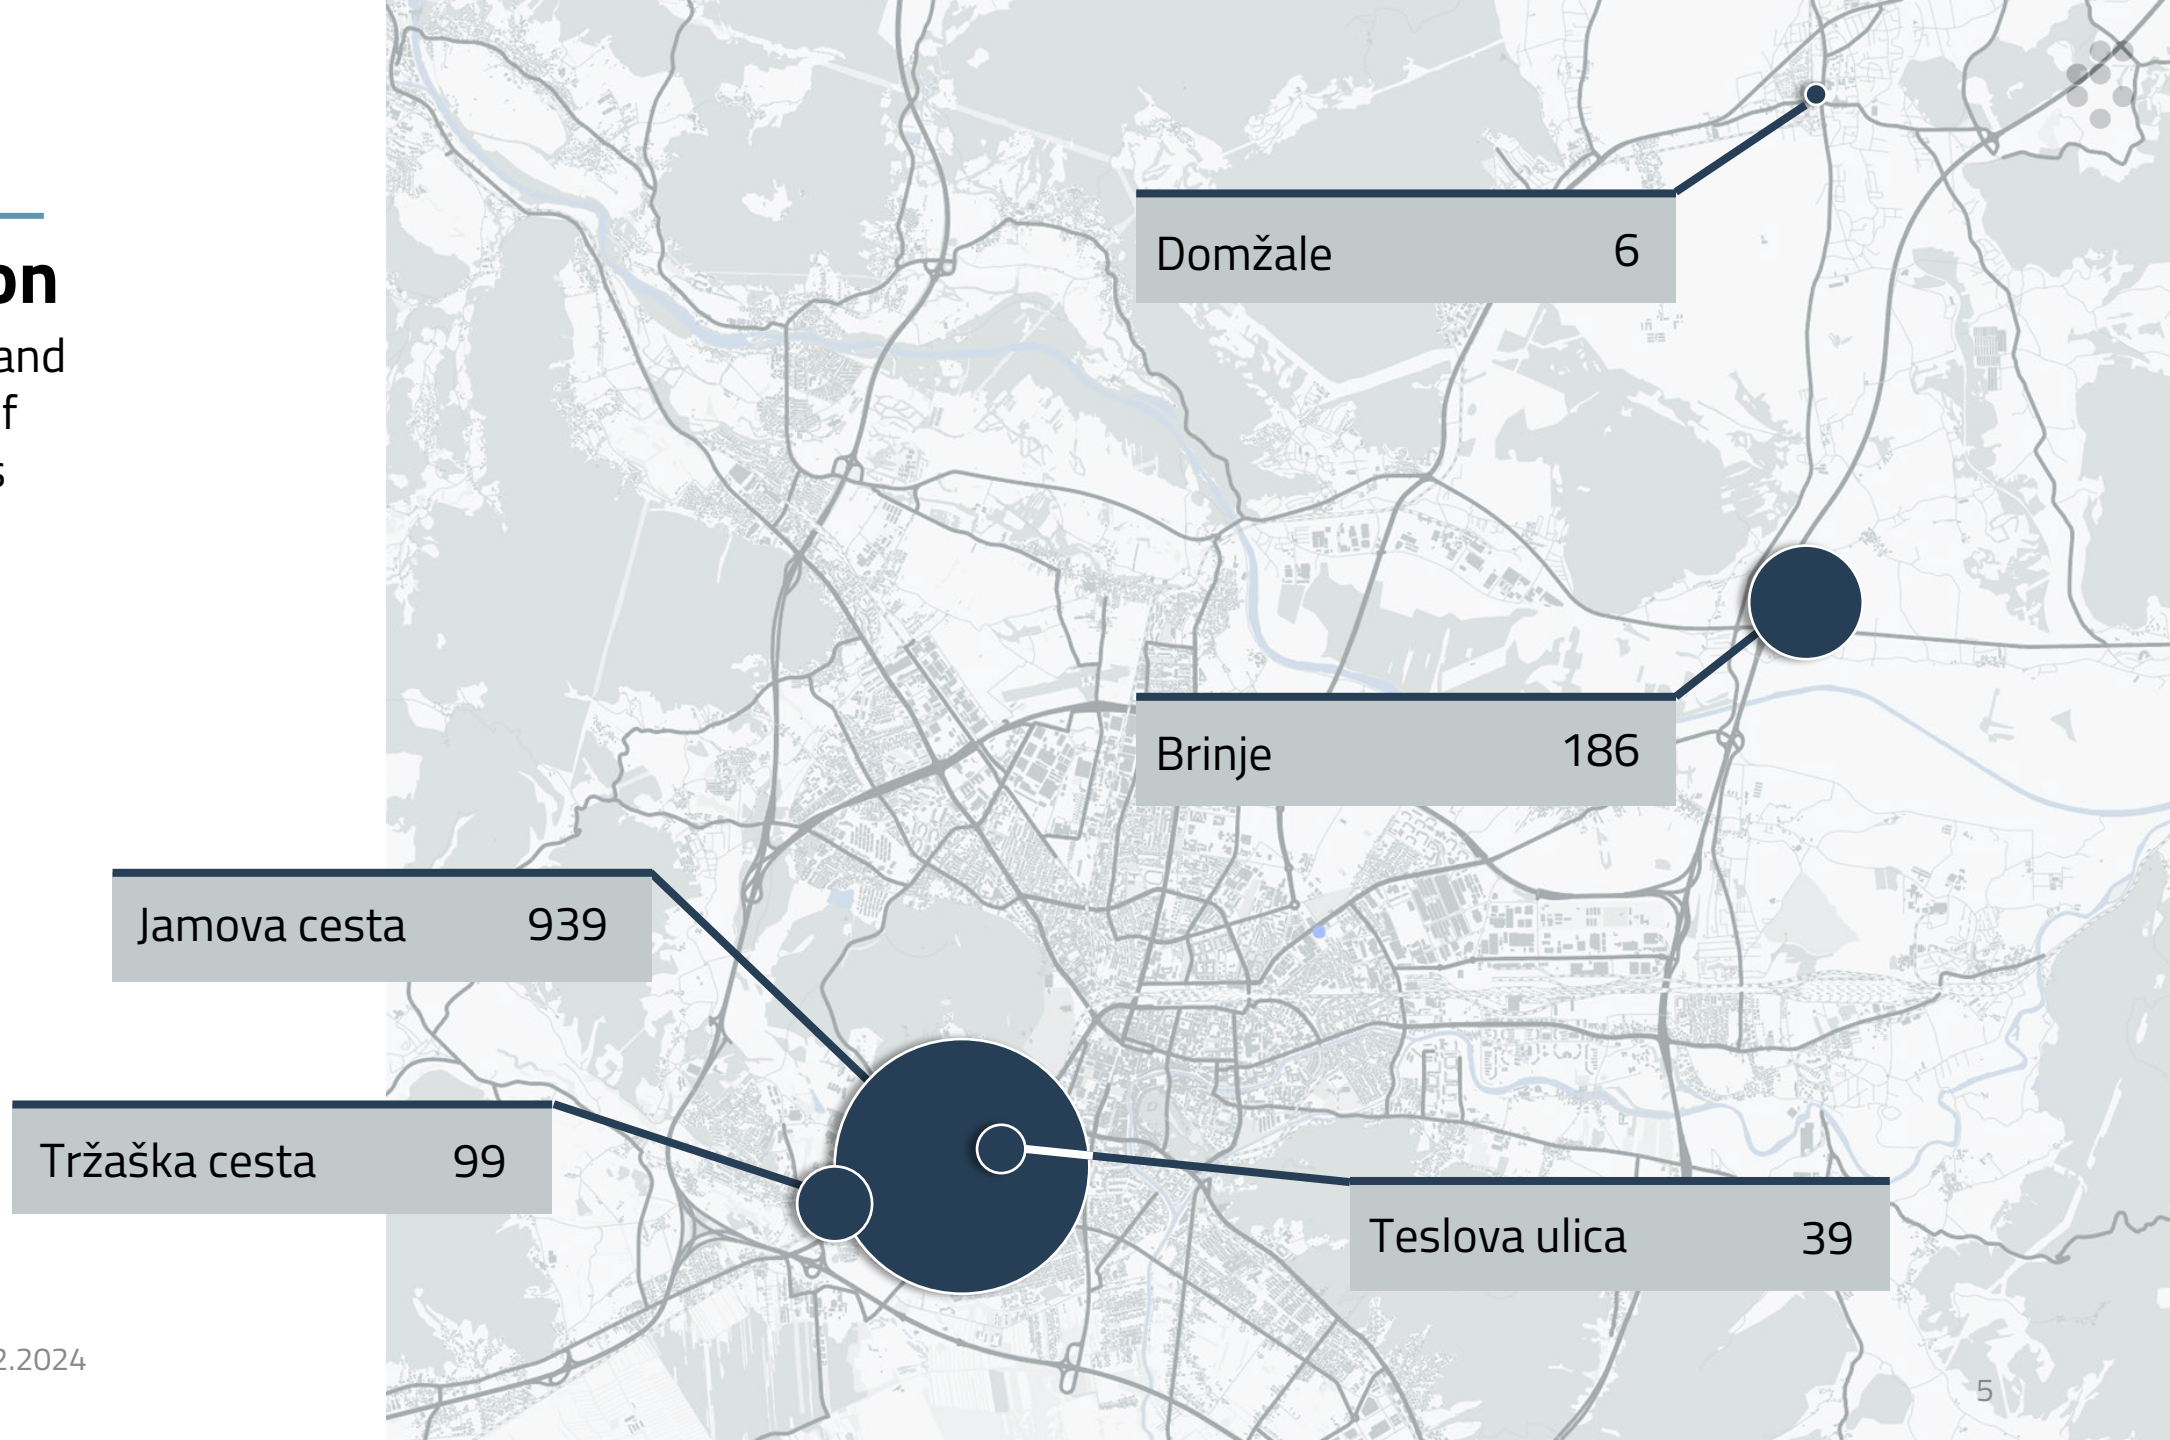 on
and
f
s
Domžale 6
Brinje 186
Jamova cesta 939
Tržaška cesta 99
Teslova ulica 39
2.2024
5